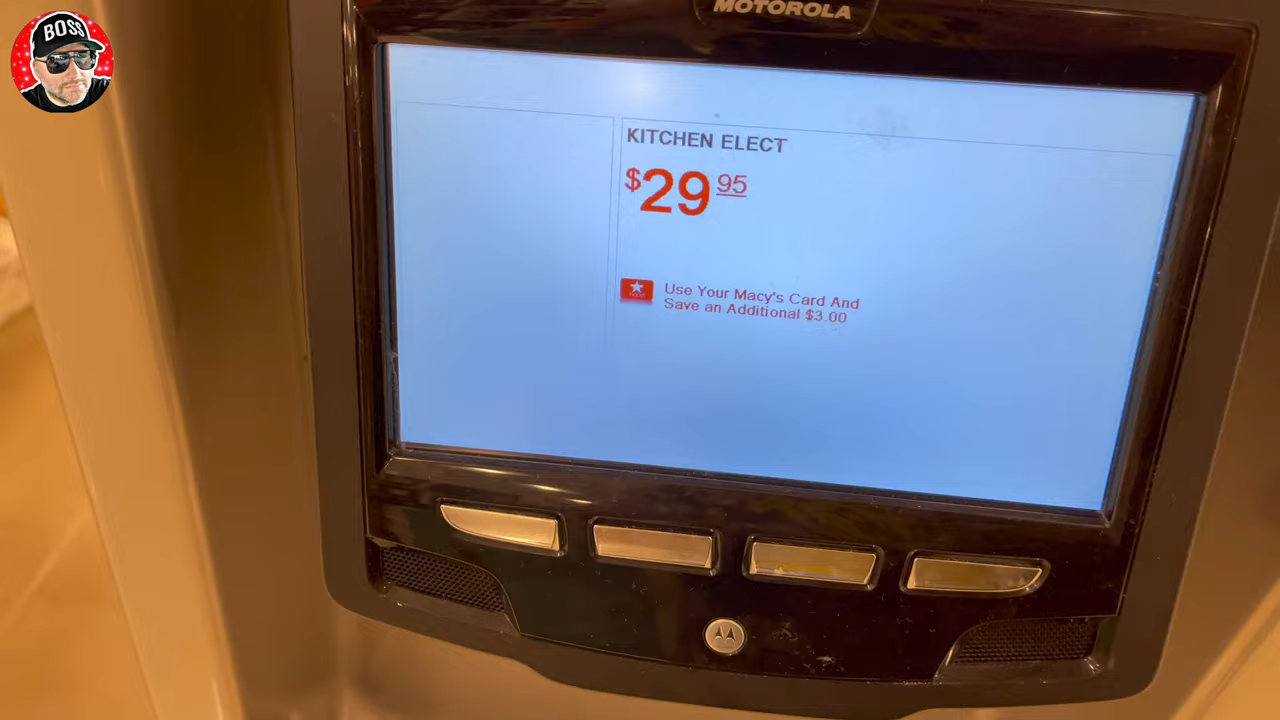 BOSS
MOTOROLA
KITCHEN ELECT
$29 95
Use Your Macy's Card And
Save an Additional $3.00